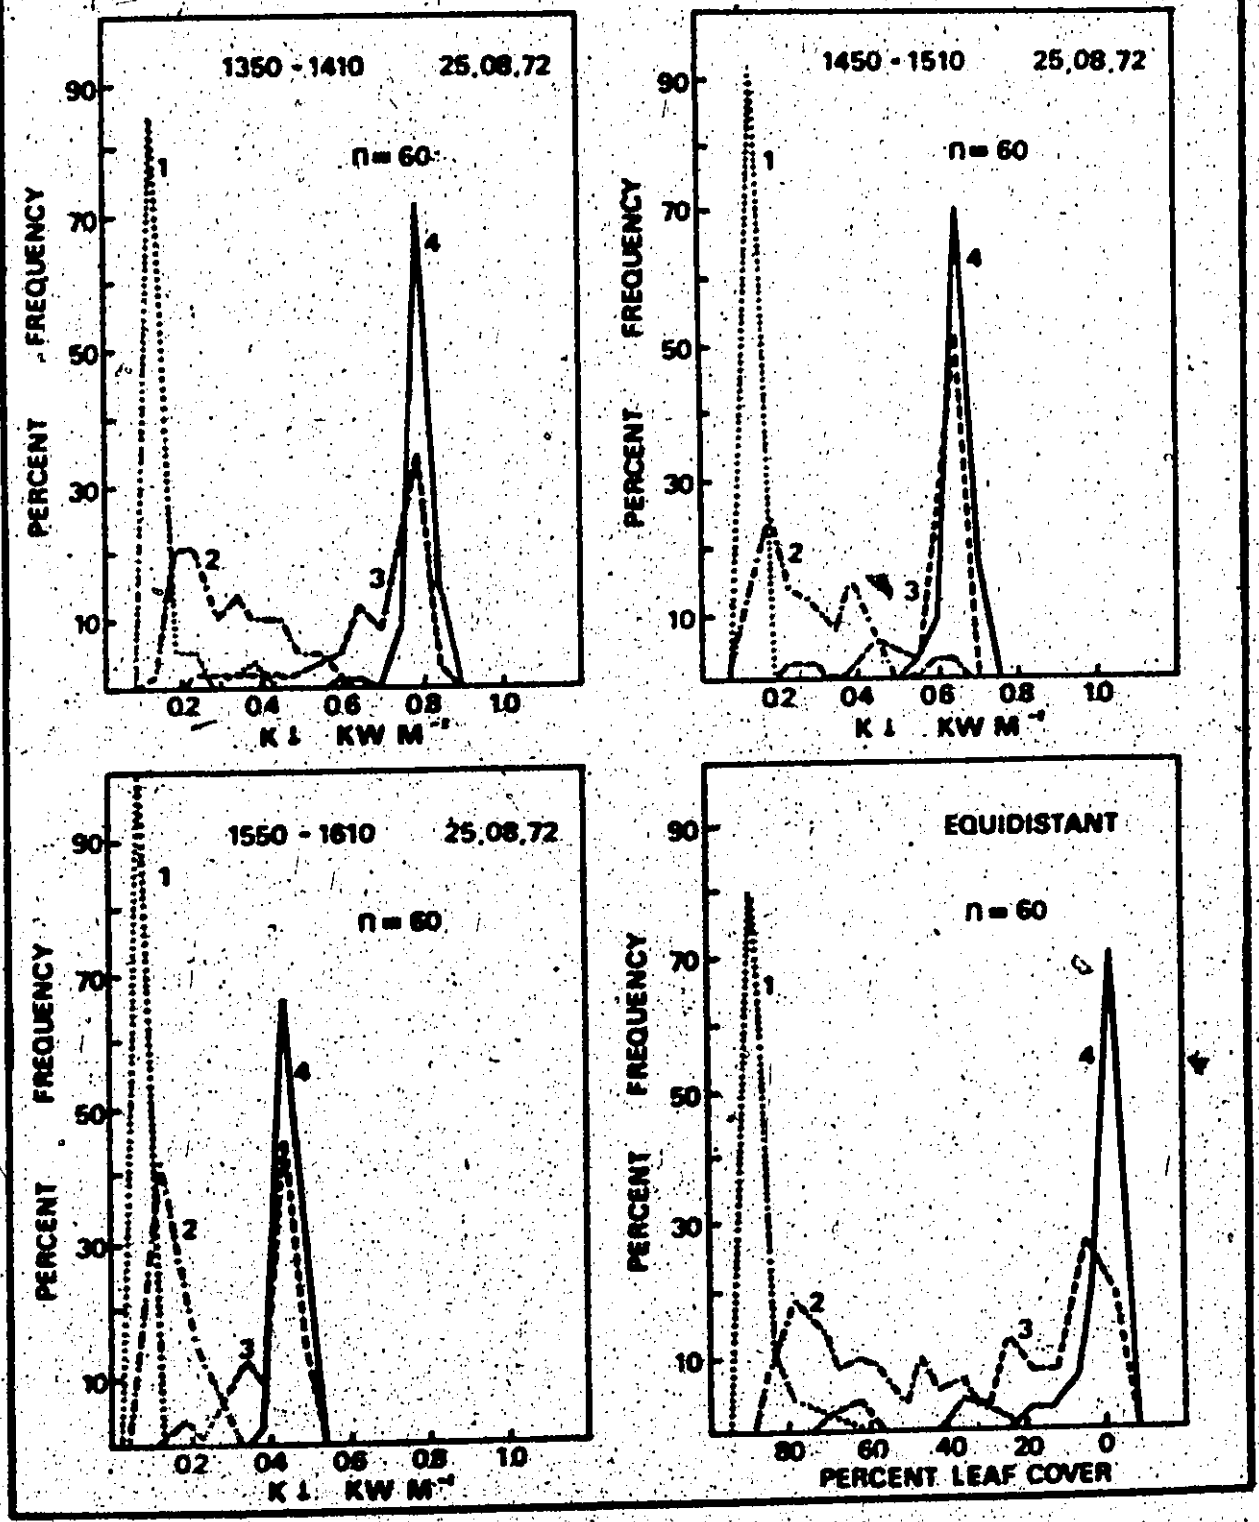 1350 - 1410 25.08.72
n = 60
90
70
50
30
10
PERCENT FREQUENCY
1
2
3
4
0.2 0.4 0.6 0.8 1.0
K ↓ KW M⁻²
1450 - 1510 25.08.72
n = 60
90
70
50
30
10
PERCENT FREQUENCY
1
2
3
4
0.2 0.4 0.6 0.8 1.0
K ↓ KW M
1550 - 1610 25.08.72
n = 60
90
70
50
30
10
PERCENT FREQUENCY
1
2
3
4
0.2 0.4 0.6 0.8 1.0
K ↓ KW M
EQUIDISTANT
n = 60
90
70
50
30
10
PERCENT FREQUENCY
1
2
3
4
80 60 40 20 0
PERCENT LEAF COVER